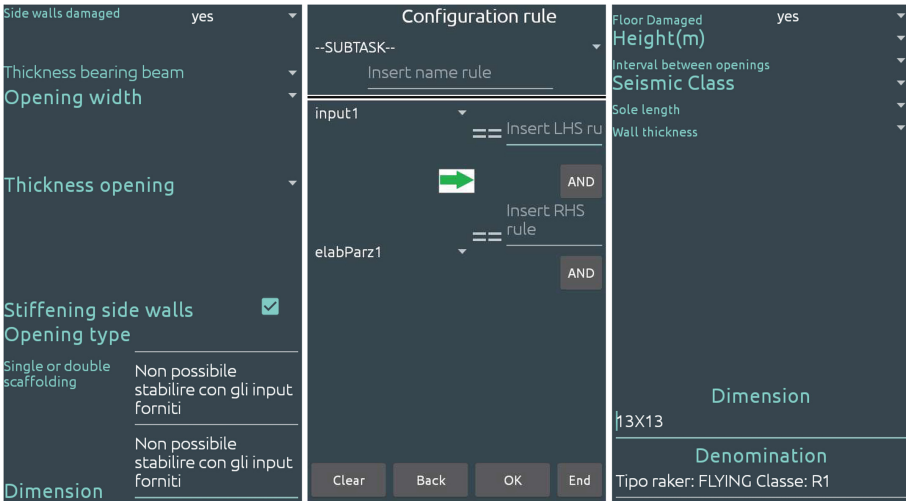 Side walls damaged yes
Thickness bearing beam
Opening width
Thickness opening
Stiffening side walls
Opening type
Single or double
scaffolding
Non possibile
stabilire con gli input
forniti
Non possibile
stabilire con gli input
forniti
Dimension
Configuration rule
--SUBTASK--
Insert name rule
input1
== Insert LHS ru
AND
Insert RHS
rule
==
elabParz1
AND
Clear Back OK End
Floor Damaged yes
Height(m)
Interval between openings
Seismic Class
Sole length
Wall thickness
Dimension
13X13
Denomination
Tipo raker: FLYING Classe: R1